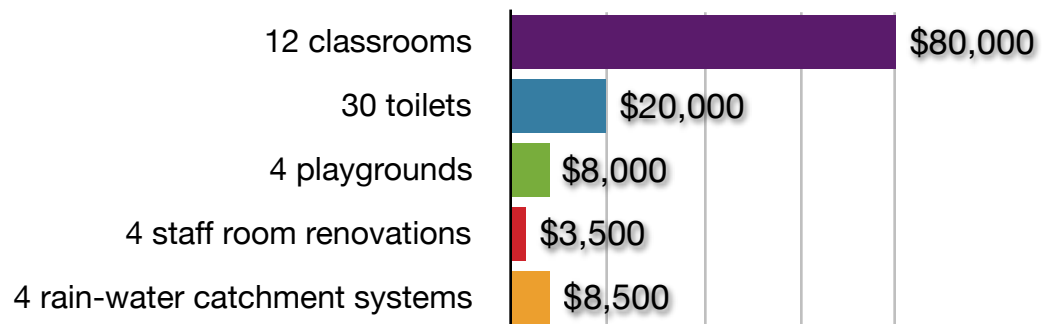 12 classrooms $80,000
30 toilets $20,000
4 playgrounds $8,000
4 staff room renovations $3,500
4 rain-water catchment systems $8,500